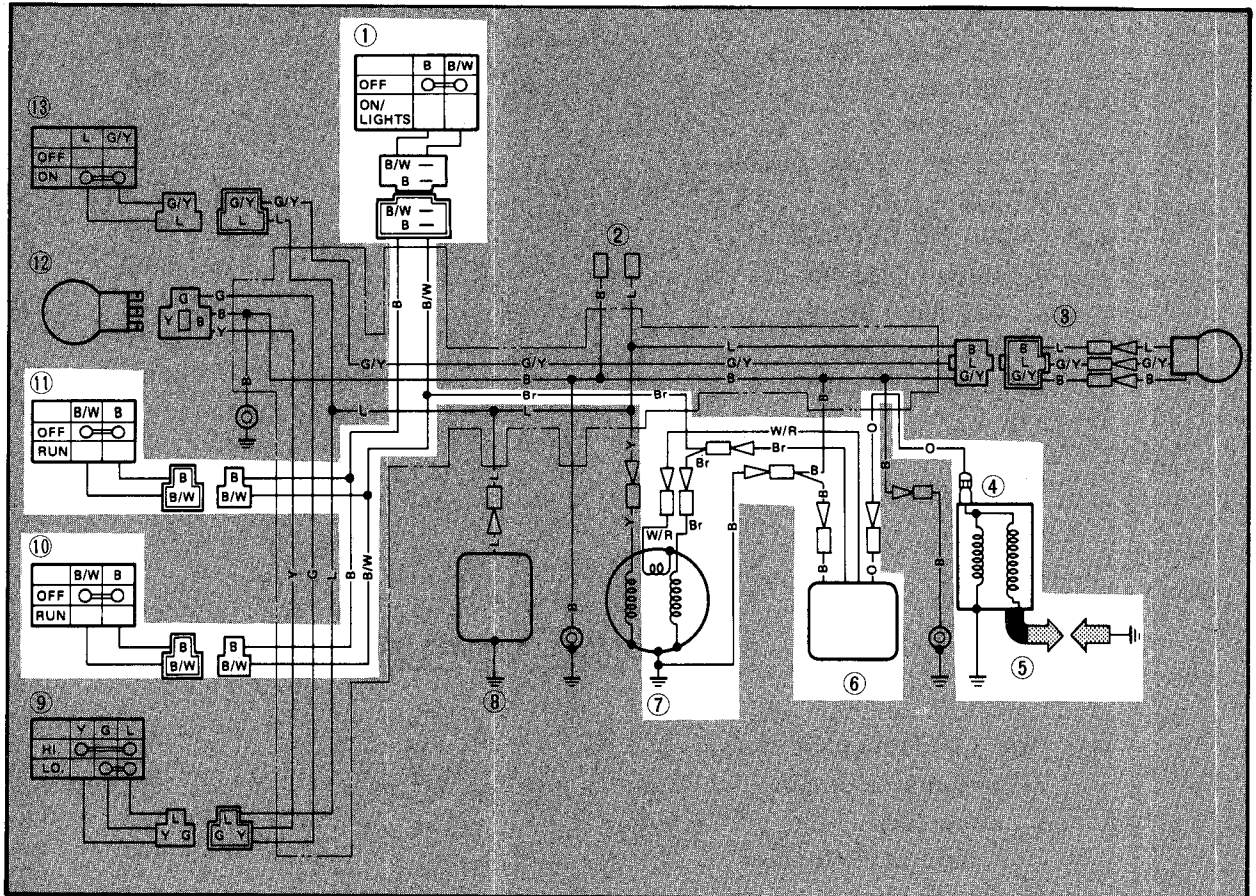 ①
B B/W
OFF
ON/
LIGHTS
B/W
B
B/W
B
B
B/W
⑬
L G/Y
OFF
ON
G/Y
L
G/Y
L
G/Y
L
⑫
G
Y B
G
B
Y
B
②
B
L
G/Y
G/Y
B
L
G/Y
B
B
L
G/Y
③
B
L
G/Y
L
G/Y
B
L
G/Y
B
⑪
B/W B
OFF
RUN
B
B/W
B
B/W
L
L
Br
Br
W/R
Br
Br
Y
Y
W/R
Br
B
B
B
B
O
O
O
B
B
④
⑤
⑥
⑦
L
L
⑧
B
⑩
B/W B
OFF
RUN
B
B/W
B
B/W
Y
G
L
B
B/W
⑨
Y G L
HI.
LO.
L
Y G
L
G Y